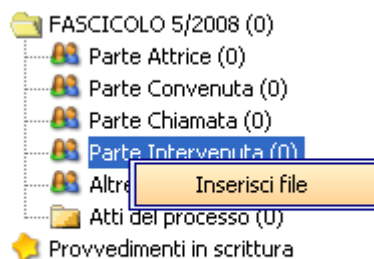 FASCICOLO 5/2008 (0)
Parte Attrice (0)
Parte Convenuta (0)
Parte Chiamata (0)
Parte Intervenuta (0)
Inserisci file
Altre
Atti del processo (0)
Provvedimenti in scrittura